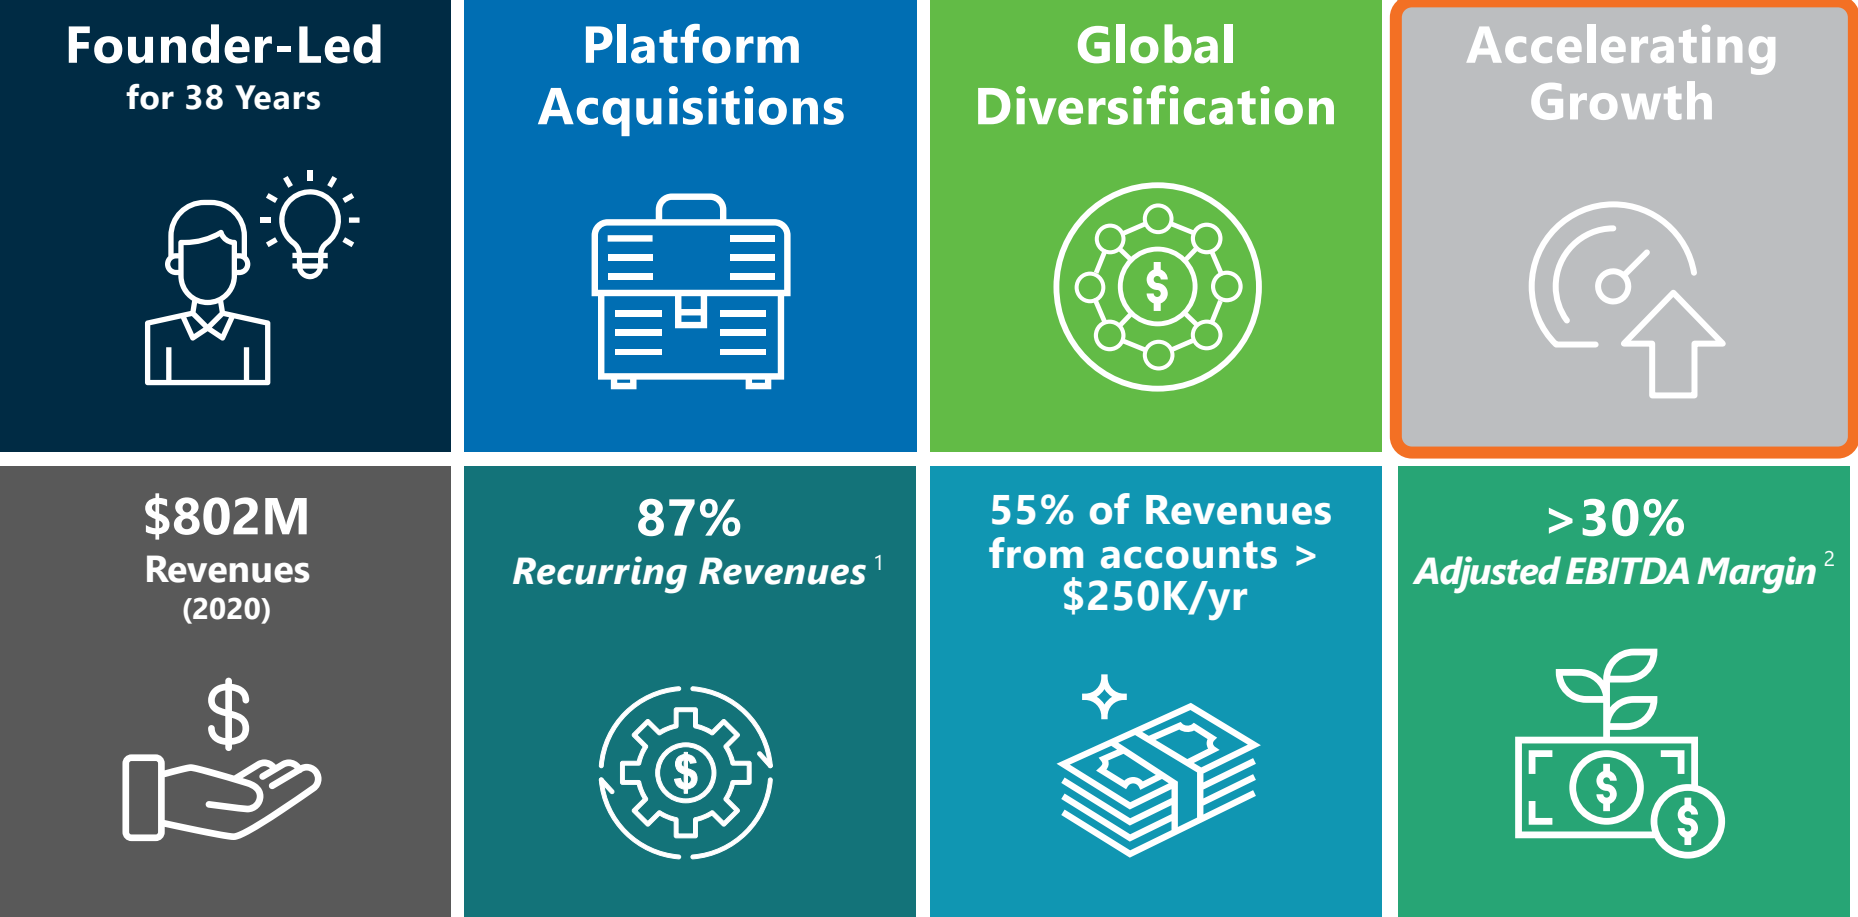 Founder-Led
for 38 Years
Platform
Acquisitions
Global
Diversification
Accelerating
Growth
$802M
Revenues
(2020)
87%
Recurring Revenues 1
55% of Revenues
from accounts >
$250K/yr
>30%
Adjusted EBITDA Margin 2